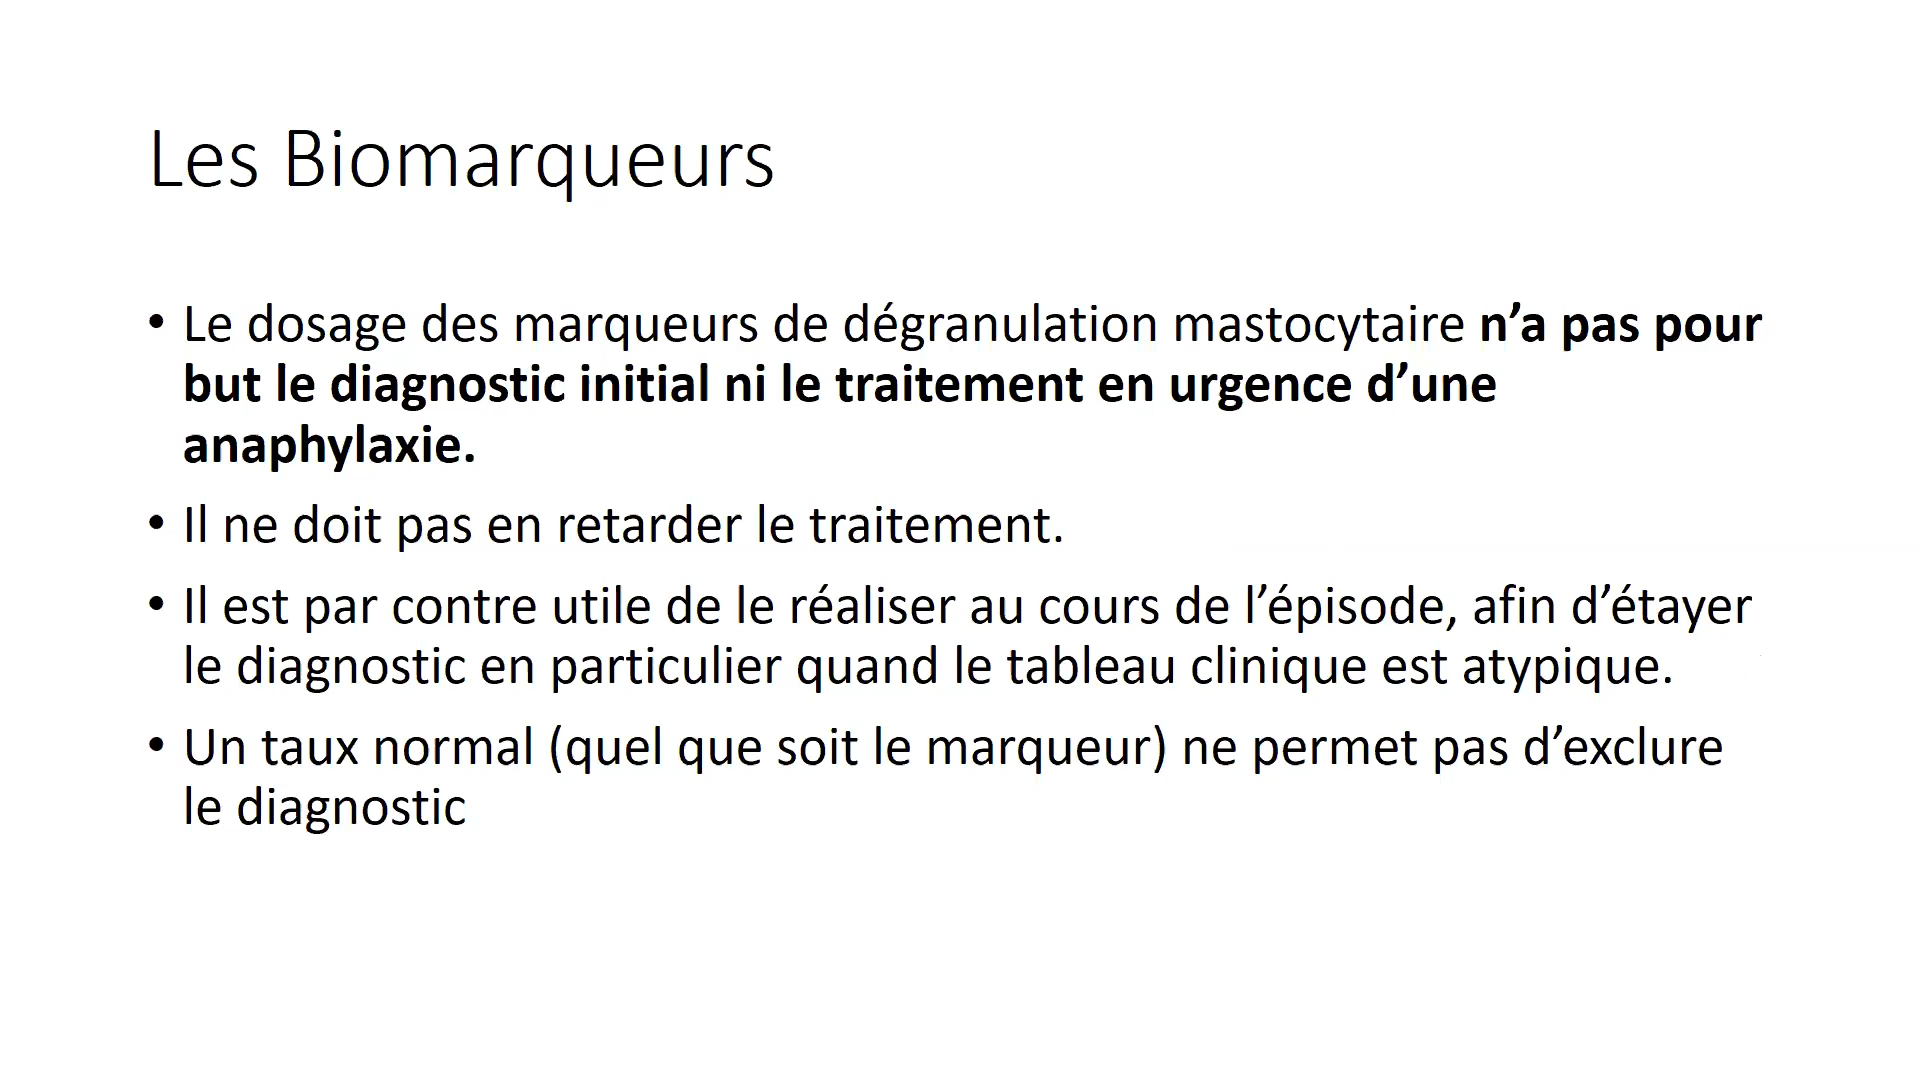 Les Biomarqueurs
• Le dosage des marqueurs de dégranulation mastocytaire n’a pas pour
but le diagnostic initial ni le traitement en urgence d’une
anaphylaxie.
• Il ne doit pas en retarder le traitement.
• Il est par contre utile de le réaliser au cours de l’épisode, afin d’étayer
le diagnostic en particulier quand le tableau clinique est atypique.
• Un taux normal (quel que soit le marqueur) ne permet pas d’exclure
le diagnostic